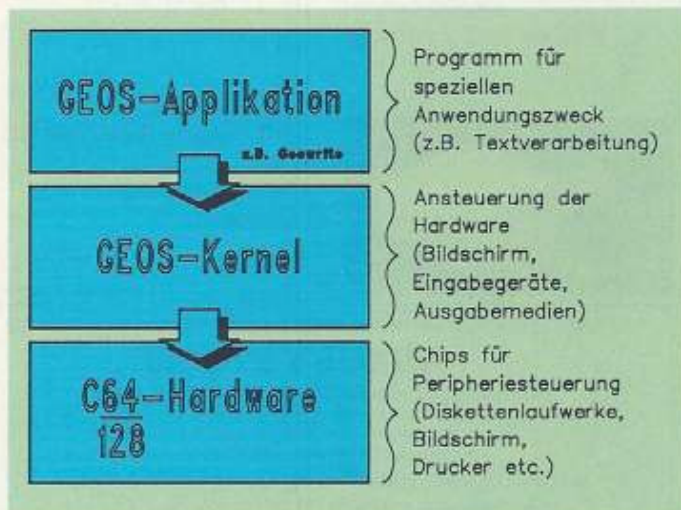 GEOS-Applikation
z.B. Geowrite
Programm für
speziellen
Anwendungszweck
(z.B. Textverarbeitung)
GEOS-Kernel
Ansteuerung der
Hardware
(Bildschirm,
Eingabegeräte,
Ausgabemedien)
C64-Hardware
128
Chips für
Peripheriesteuerung
(Diskettenlaufwerke,
Bildschirm,
Drucker etc.)